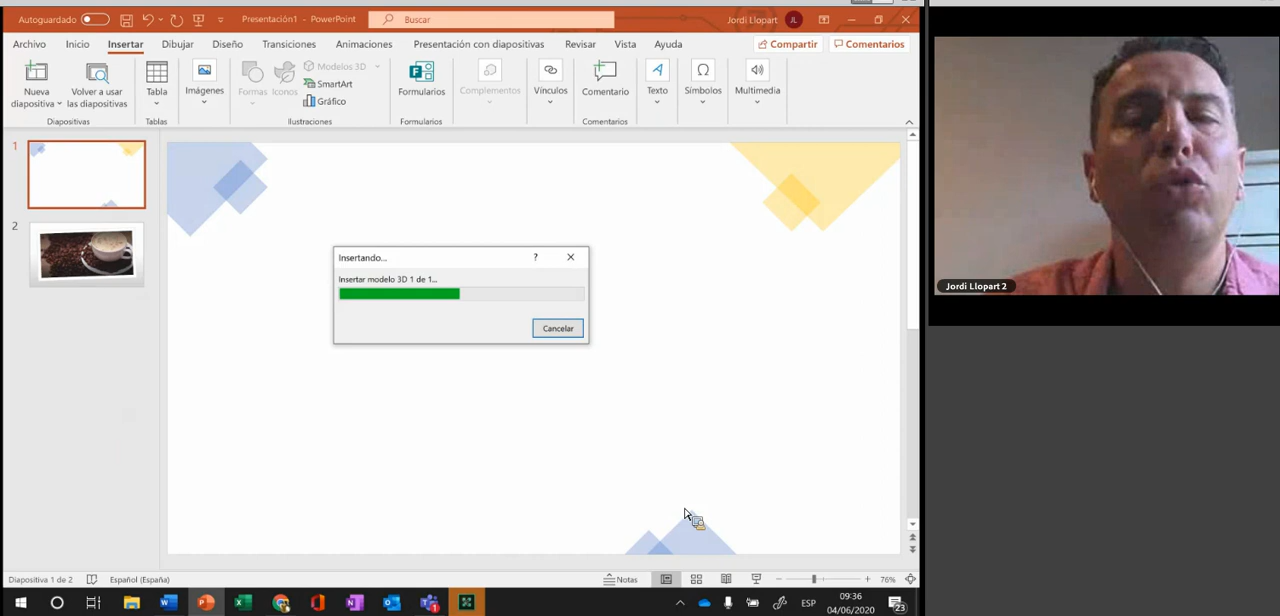 Autoguardado
Presentación1 - PowerPoint
Buscar
Jordi Llopart JL
Archivo Inicio Insertar Dibujar Diseño Transiciones Animaciones Presentación con diapositivas Revisar Vista Ayuda
Compartir Comentarios
Nueva diapositiva
Volver a usar las diapositivas
Tabla
Imágenes
Formas
Iconos
Modelos 3D
SmartArt
Gráfico
Formularios
Complementos
Vínculos
Comentario
Texto
Símbolos
Multimedia
Diapositivas Tablas Ilustraciones Formularios Comentarios
1
2
Insertando... ?
Insertar modelo 3D 1 de 1...
Cancelar
Jordi Llopart 2
Diapositiva 1 de 2 Español (España) Notas 76%
ESP
09:36
04/06/2020
23